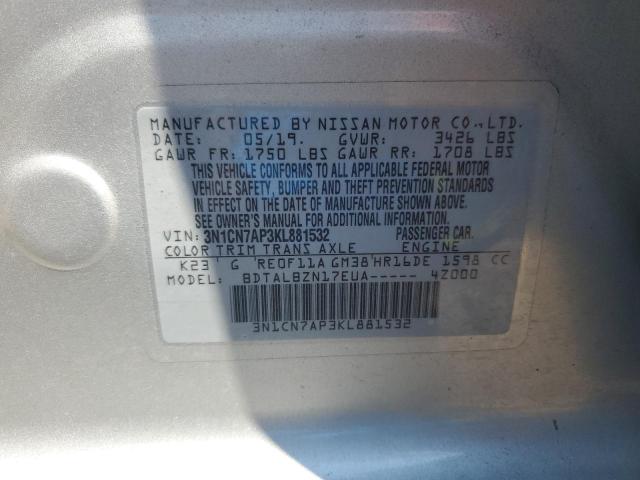 MANUFACTURED BY NISSAN MOTOR CO.,LTD.
DATE: 05/19. GVWR: 3426 LBS
GAWR FR: 1750 LBS GAWR RR: 1708 LBS
THIS VEHICLE CONFORMS TO ALL APPLICABLE FEDERAL MOTOR
VEHICLE SAFETY, BUMPER AND THEFT PREVENTION STANDARDS
IN EFFECT ON THE DATE OF MANUFACTURE SHOWN ABOVE.
SEE OWNER'S MANUAL FOR ADDITIONAL INFORMATION.
VIN: 3N1CN7AP3KL881532 PASSENGER CAR.
COLOR TRIM TRANS AXLE ENGINE
K23 G RE0F11A GM38 HR16DE 1598 CC
MODEL: BDTALBZN17EUA----- 4Z000
3N1CN7AP3KL881532